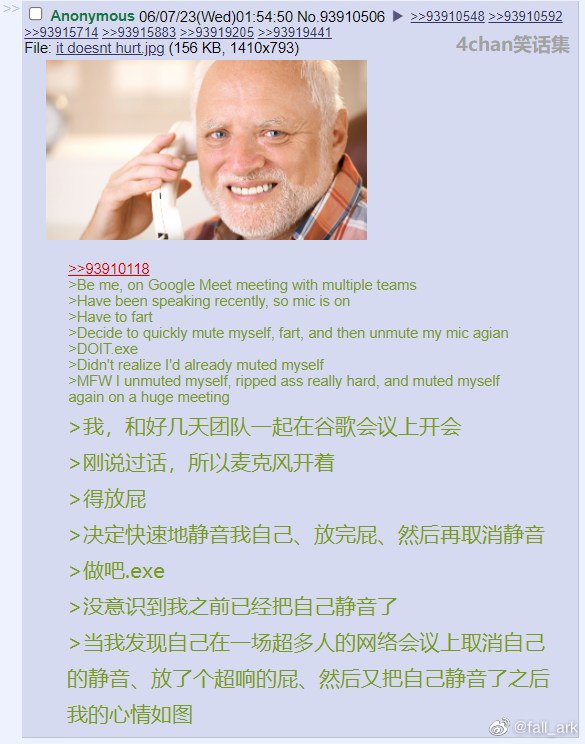 >> Anonymous 06/07/23(Wed)01:54:50 No.93910506 ▶ >>93910548 >>93910592
>>93915714 >>93915883 >>93919205 >>93919441
File: it doesnt hurt.jpg (156 KB, 1410x793)
4chan笑话集
>>93910118
>Be me, on Google Meet meeting with multiple teams
>Have been speaking recently, so mic is on
>Have to fart
>Decide to quickly mute myself, fart, and then unmute my mic agian
>DOIT.exe
>Didn't realize I'd already muted myself
>MFW I unmuted myself, ripped ass really hard, and muted myself
again on a huge meeting
>我，和好几天团队一起在谷歌会议上开会
>刚说过话，所以麦克风开着
>得放屁
>决定快速地静音我自己、放完屁、然后再取消静音
>做吧.exe
>没意识到我之前已经把自己静音了
>当我发现自己在一场超多人的网络会议上取消自己
的静音、放了个超响的屁、然后又把自己静音了之后
我的心情如图
@fall_ark